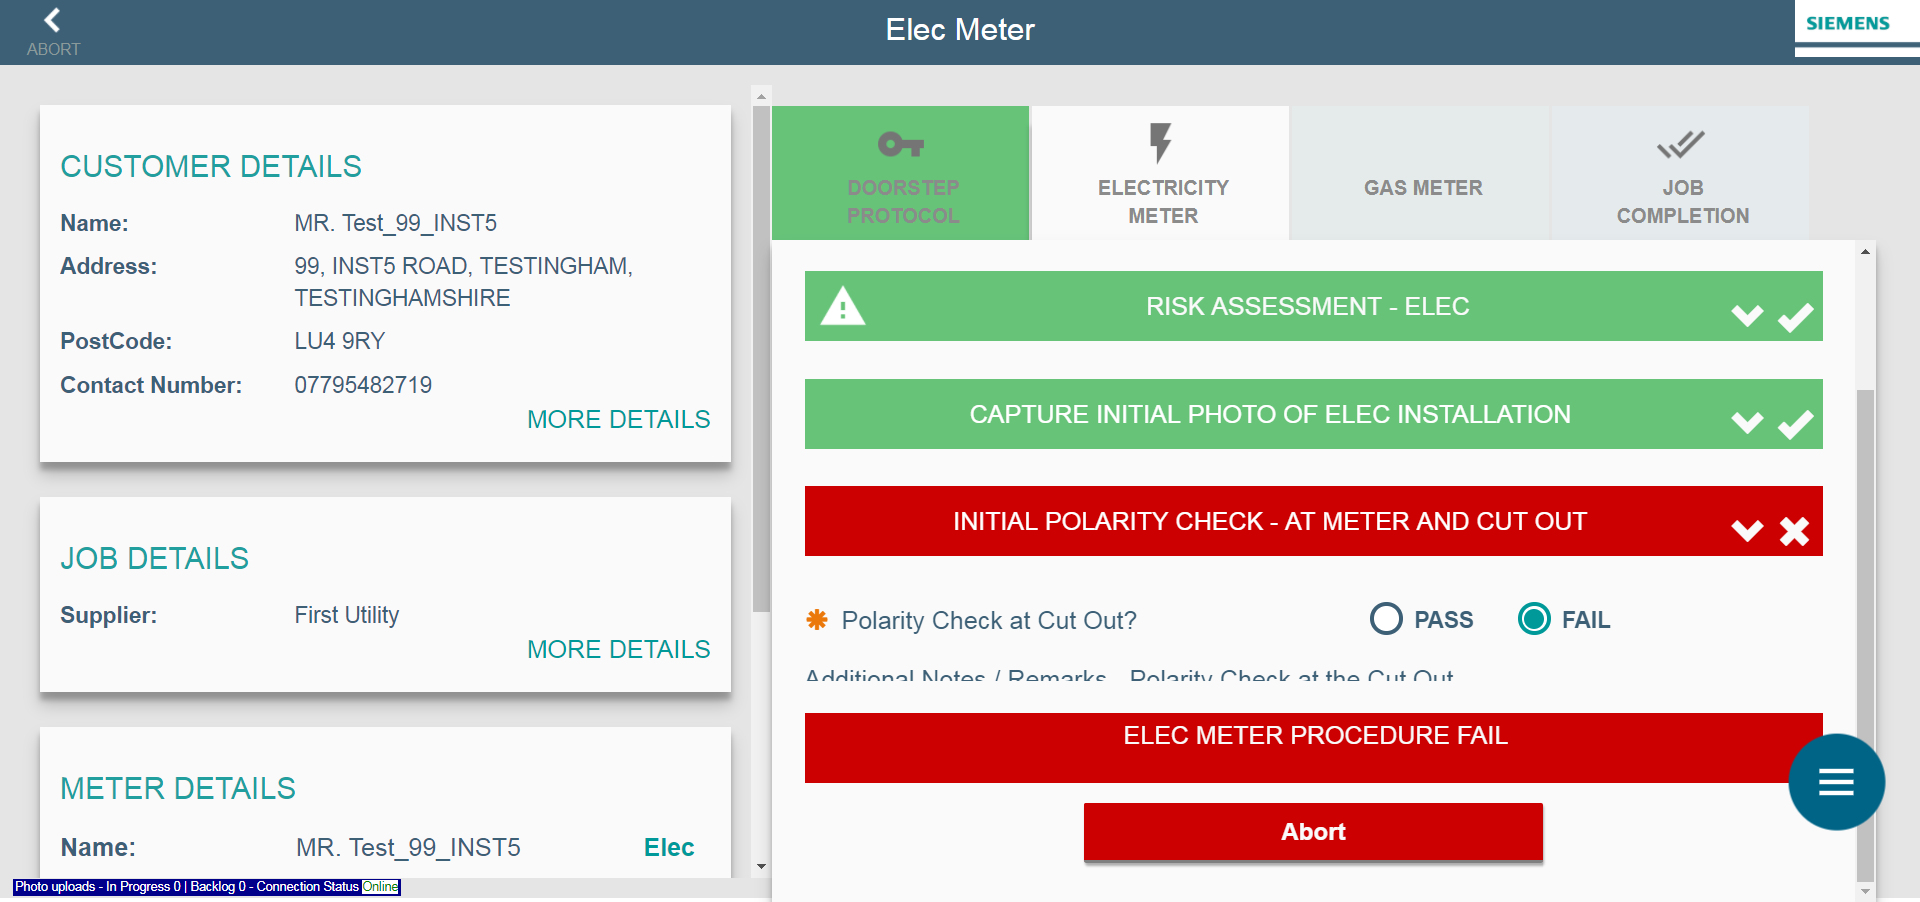 ABORT
Elec Meter
SIEMENS
CUSTOMER DETAILS
Name: MR. Test_99_INST5
Address: 99, INST5 ROAD, TESTINGHAM,
TESTINGHAMSHIRE
PostCode: LU4 9RY
Contact Number: 07795482719
MORE DETAILS
JOB DETAILS
Supplier: First Utility
MORE DETAILS
METER DETAILS
Name: MR. Test_99_INST5 Elec
Photo uploads - In Progress 0 | Backlog 0 - Connection Status Online
DOORSTEP
PROTOCOL
ELECTRICITY
METER
GAS METER
JOB
COMPLETION
RISK ASSESSMENT - ELEC
CAPTURE INITIAL PHOTO OF ELEC INSTALLATION
INITIAL POLARITY CHECK - AT METER AND CUT OUT
Polarity Check at Cut Out? PASS FAIL
Additional Notes / Remarks - Polarity Check at the Cut Out
ELEC METER PROCEDURE FAIL
Abort